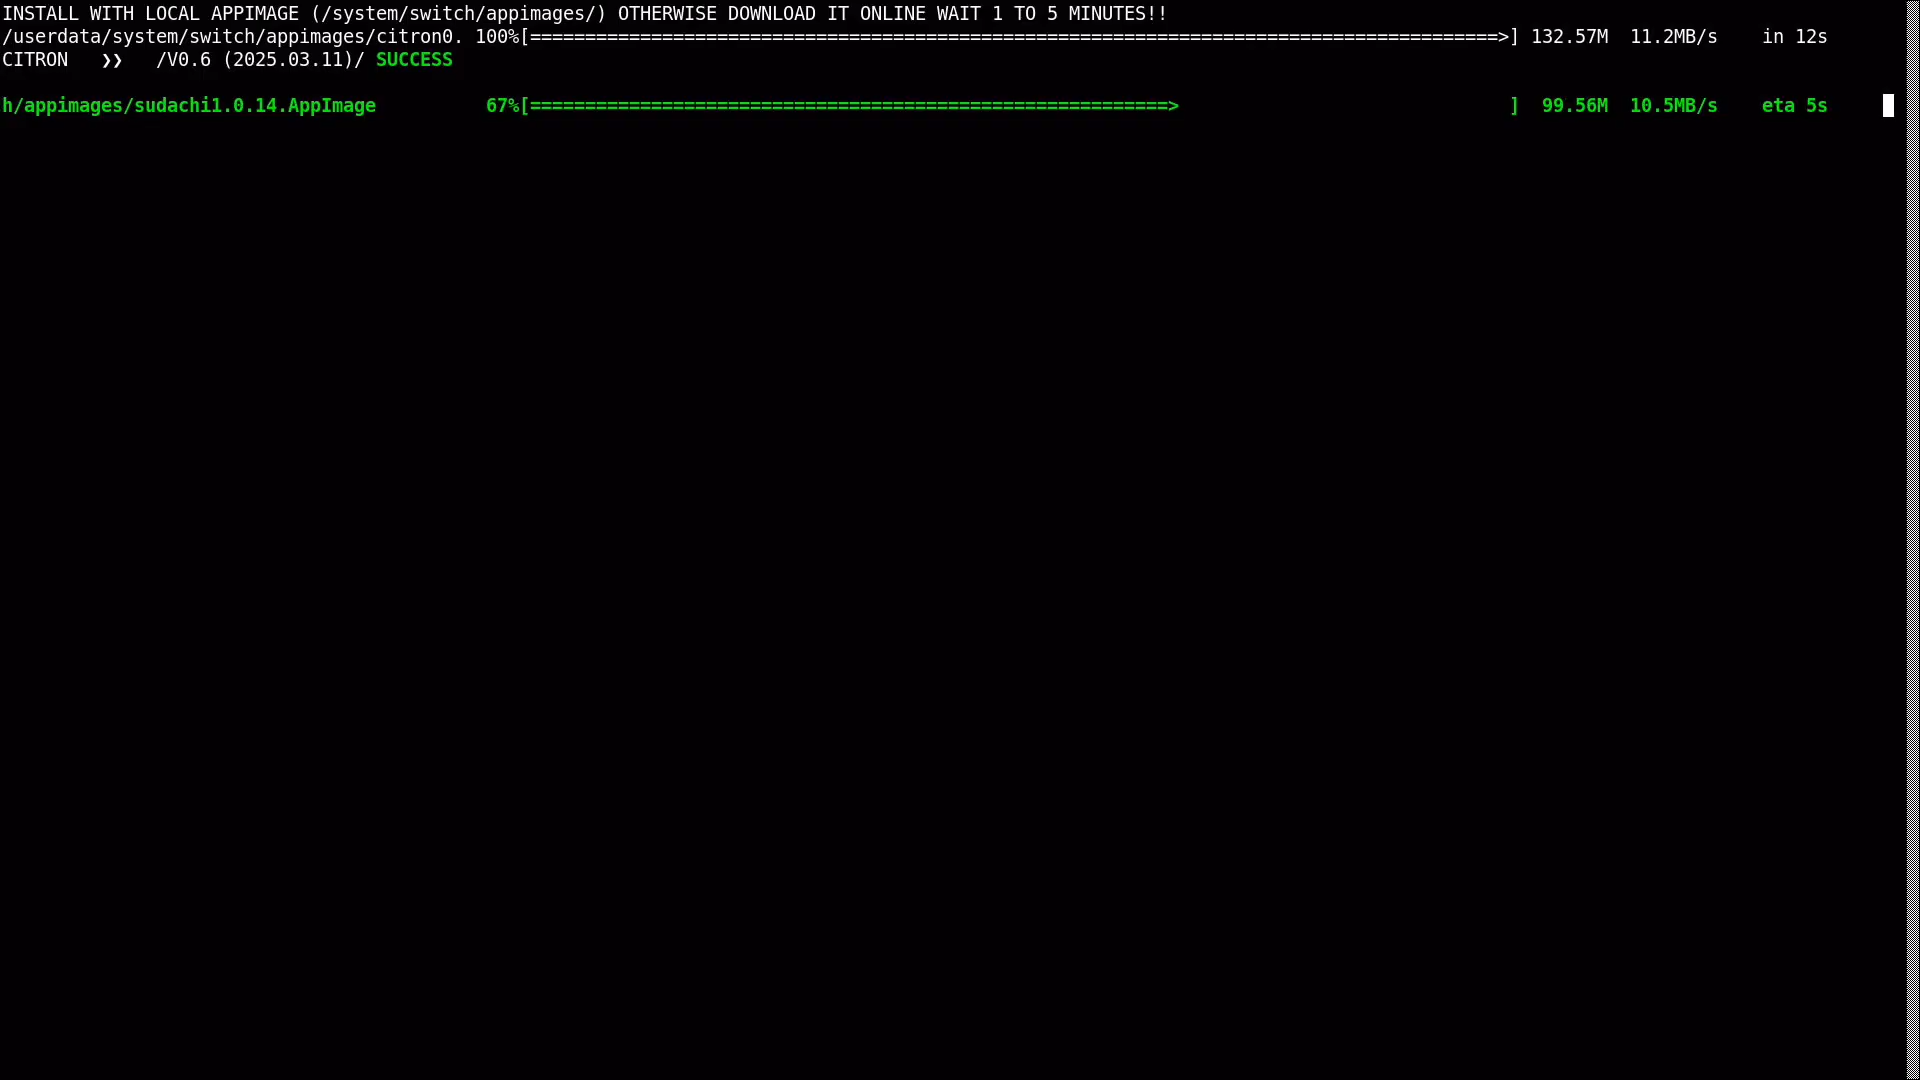 INSTALL WITH LOCAL APPIMAGE (/system/switch/appimages/) OTHERWISE DOWNLOAD IT ONLINE WAIT 1 TO 5 MINUTES!!
/userdata/system/switch/appimages/citron0. 100%[========================================================================================>] 132.57M  11.2MB/s    in 12s
CITRON   ❯❯   /V0.6 (2025.03.11)/ SUCCESS
h/appimages/sudachi1.0.14.AppImage          67%[==========================================================>                              ]  99.56M  10.5MB/s    eta 5s